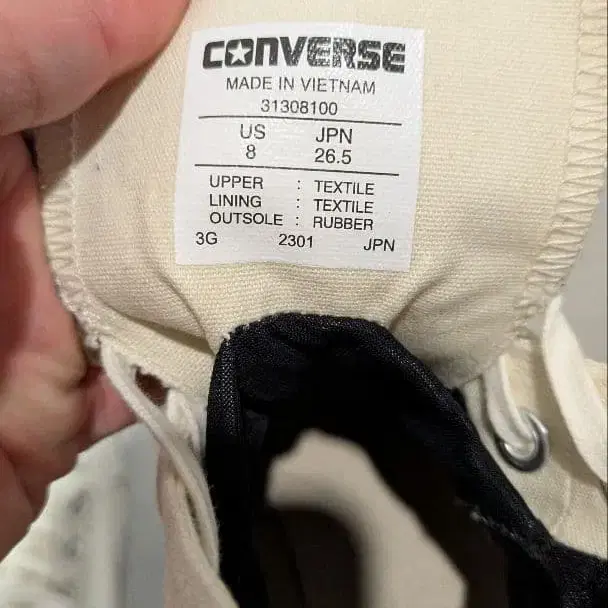 CONVERSE
MADE IN VIETNAM
31308100
US JPN
8 26.5
UPPER : TEXTILE
LINING : TEXTILE
OUTSOLE : RUBBER
3G 2301 JPN